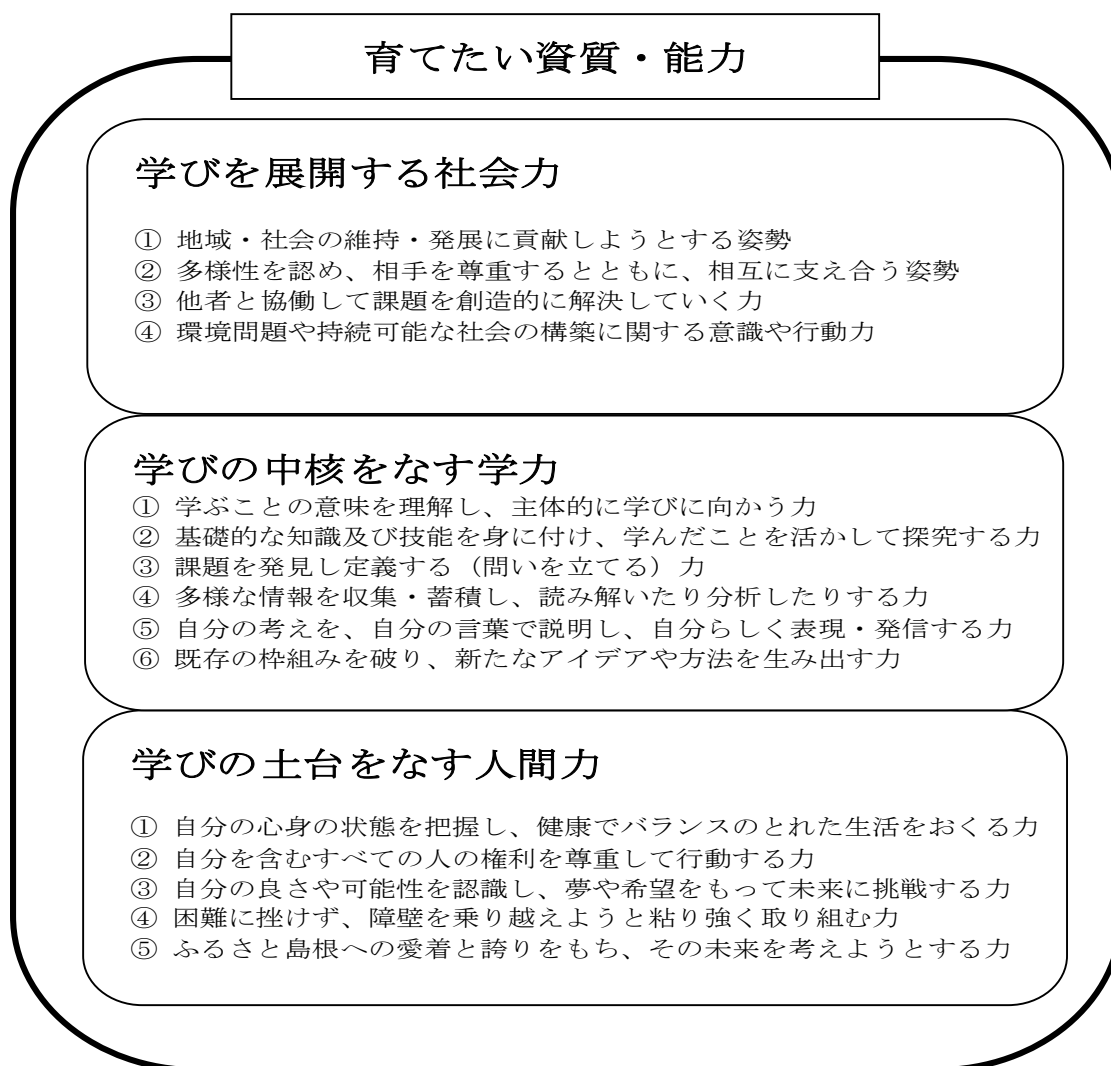 育てたい資質・能力
学びを展開する社会力
① 地域・社会の維持・発展に貢献しようとする姿勢
② 多様性を認め、相手を尊重するとともに、相互に支え合う姿勢
③ 他者と協働して課題を創造的に解決していく力
④ 環境問題や持続可能な社会の構築に関する意識や行動力
学びの中核をなす学力
① 学ぶことの意味を理解し、主体的に学びに向かう力
② 基礎的な知識及び技能を身に付け、学んだことを活かして探究する力
③ 課題を発見し定義する（問いを立てる）力
④ 多様な情報を収集・蓄積し、読み解いたり分析したりする力
⑤ 自分の考えを、自分の言葉で説明し、自分らしく表現・発信する力
⑥ 既存の枠組みを破り、新たなアイデアや方法を生み出す力
学びの土台をなす人間力
① 自分の心身の状態を把握し、健康でバランスのとれた生活をおくる力
② 自分を含むすべての人の権利を尊重して行動する力
③ 自分の良さや可能性を認識し、夢や希望をもって未来に挑戦する力
④ 困難に挫けず、障壁を乗り越えようと粘り強く取り組む力
⑤ ふるさと島根への愛着と誇りをもち、その未来を考えようとする力